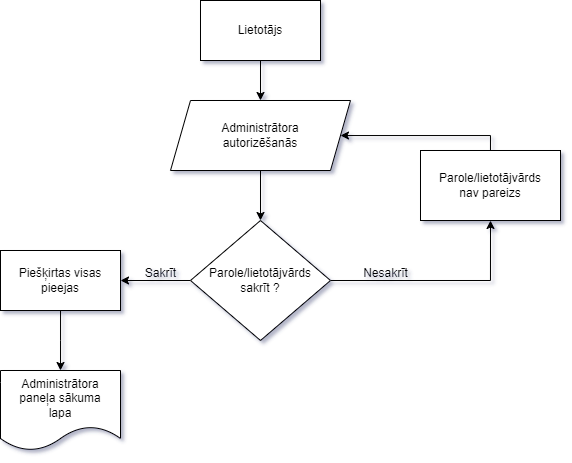 Lietotājs
Administrātora
autorizēšanās
Parole/lietotājvārds
nav pareizs
Parole/lietotājvārds
sakrīt ?
Sakrīt
Nesakrīt
Piešķirtas visas
pieejas
Administrātora
paneļa sākuma
lapa